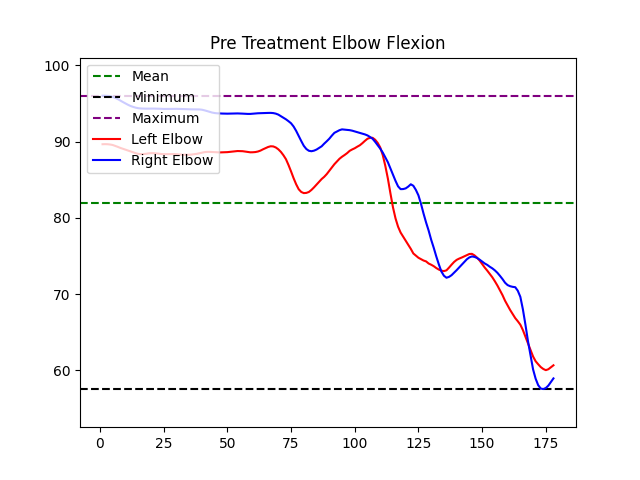 Pre Treatment Elbow Flexion
100
90
80
70
60
Mean
Minimum
Maximum
Left Elbow
Right Elbow
0 25 50 75 100 125 150 175